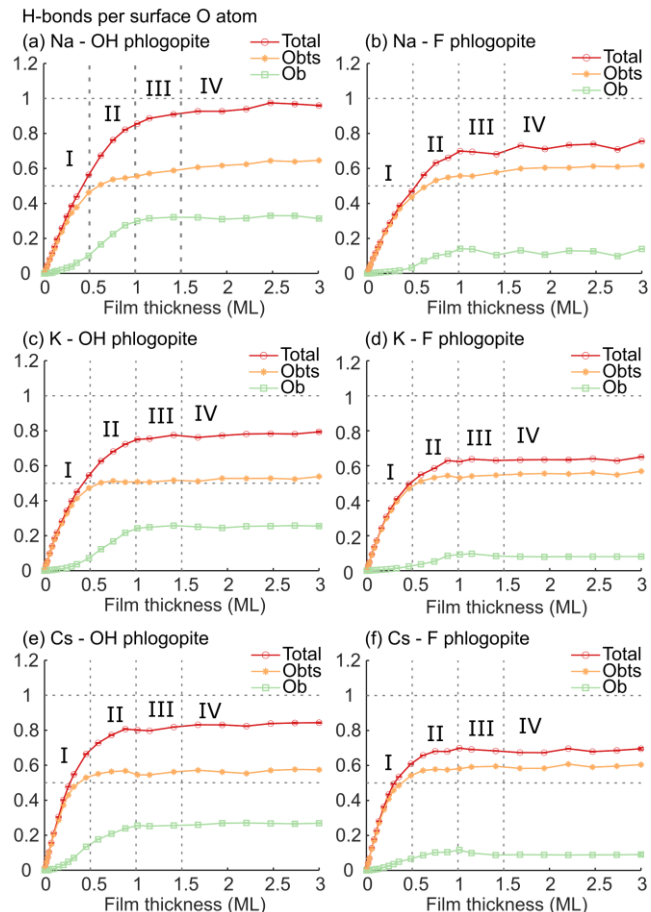 H-bonds per surface O atom
(a) Na - OH phlogopite
Total
Obts
Ob
1.2
1
0.8
0.6
0.4
0.2
0
I
II
III
IV
0 0.5 1 1.5 2 2.5 3
Film thickness (ML)
(b) Na - F phlogopite
Total
Obts
Ob
1.2
1
0.8
0.6
0.4
0.2
0
I
II
III
IV
0 0.5 1 1.5 2 2.5 3
Film thickness (ML)
(c) K - OH phlogopite
Total
Obts
Ob
1.2
1
0.8
0.6
0.4
0.2
0
I
II
III
IV
0 0.5 1 1.5 2 2.5 3
Film thickness (ML)
(d) K - F phlogopite
Total
Obts
Ob
1.2
1
0.8
0.6
0.4
0.2
0
I
II
III
IV
0 0.5 1 1.5 2 2.5 3
Film thickness (ML)
(e) Cs - OH phlogopite
Total
Obts
Ob
1.2
1
0.8
0.6
0.4
0.2
0
I
II
III
IV
0 0.5 1 1.5 2 2.5 3
Film thickness (ML)
(f) Cs - F phlogopite
Total
Obts
Ob
1.2
1
0.8
0.6
0.4
0.2
0
I
II
III
IV
0 0.5 1 1.5 2 2.5 3
Film thickness (ML)